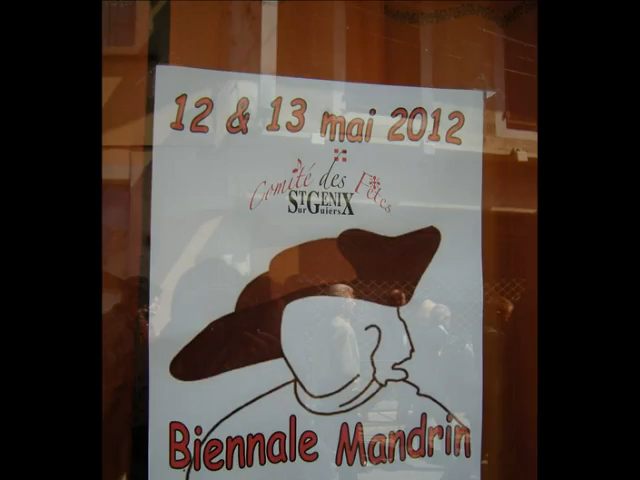 12 & 13 mai 2012
Comité des Fêtes
St Genix
sur Guiers
Biennale Mandrin